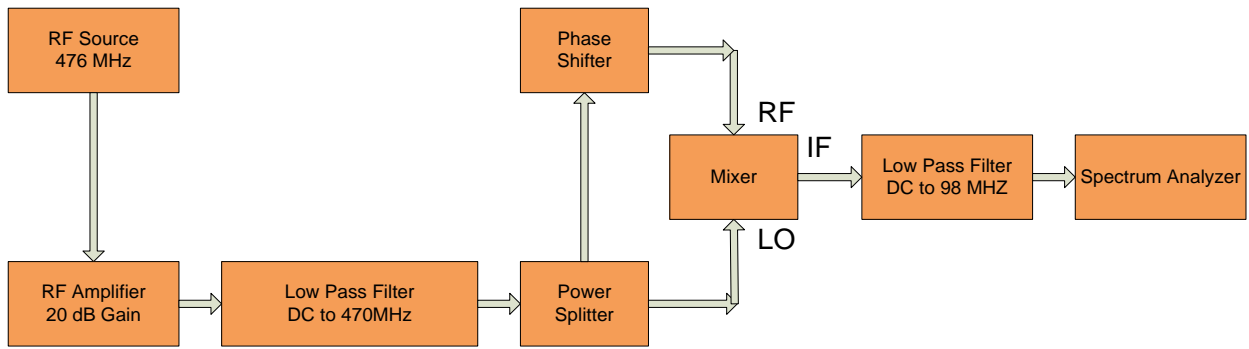 RF Source
476 MHz
Phase
Shifter
RF
IF
Mixer
Low Pass Filter
DC to 98 MHZ
Spectrum Analyzer
LO
RF Amplifier
20 dB Gain
Low Pass Filter
DC to 470MHz
Power
Splitter